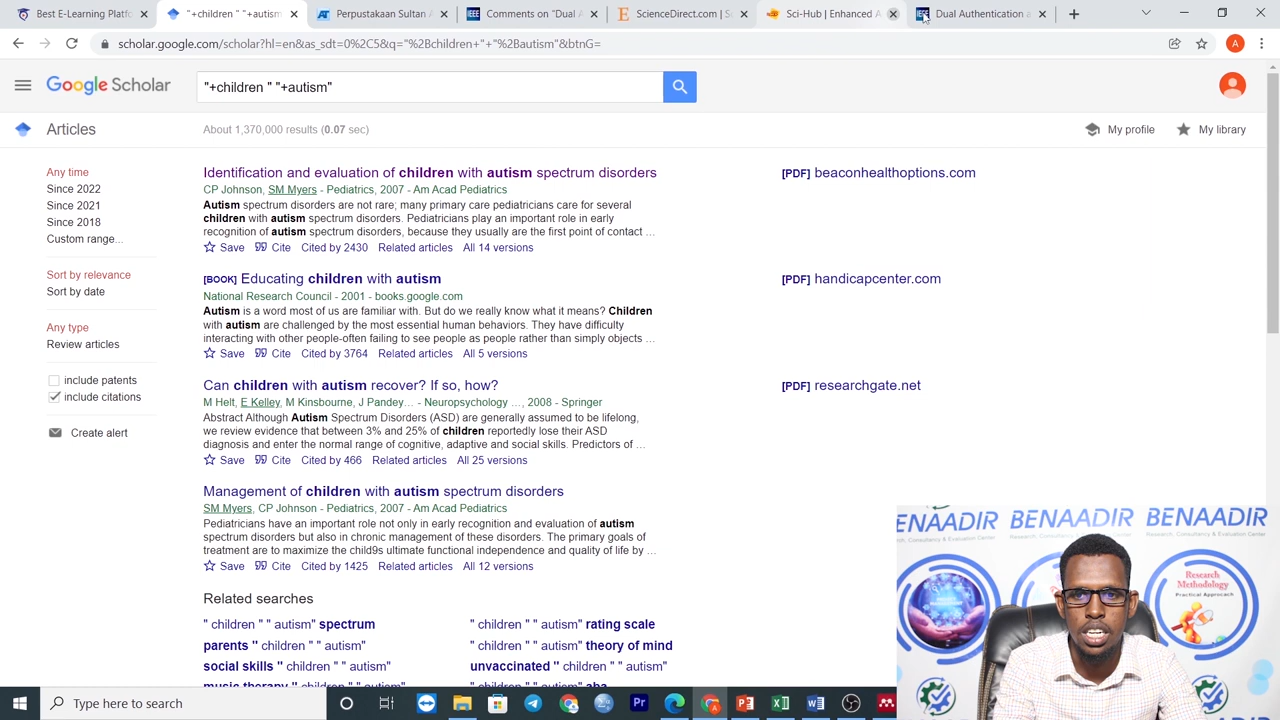 Best Electronic Platform
"+children " "+autism"
Perpustakaan Sultan A
Comments on "Dual A
ScienceDirect.com | S
Sci-Hub | Enhanced A
Dual Authentication a
scholar.google.com/scholar?hl=en&as_sdt=0%2C5&q="%2Bchildren+"+"%2Bautism"&btnG=
A
Google Scholar
"+children " "+autism"
Articles
About 1,370,000 results (0.07 sec)
My profile
My library
Any time
Since 2022
Since 2021
Since 2018
Custom range...
Sort by relevance
Sort by date
Any type
Review articles
include patents
include citations
Create alert
Identification and evaluation of children with autism spectrum disorders
CP Johnson, SM Myers - Pediatrics, 2007 - Am Acad Pediatrics
Autism spectrum disorders are not rare; many primary care pediatricians care for several
children with autism spectrum disorders. Pediatricians play an important role in early
recognition of autism spectrum disorders, because they usually are the first point of contact …
Save Cite Cited by 2430 Related articles All 14 versions
[PDF] beaconhealthoptions.com
[BOOK] Educating children with autism
National Research Council - 2001 - books.google.com
Autism is a word most of us are familiar with. But do we really know what it means? Children
with autism are challenged by the most essential human behaviors. They have difficulty
interacting with other people-often failing to see people as people rather than simply objects …
Save Cite Cited by 3764 Related articles All 5 versions
[PDF] handicapcenter.com
Can children with autism recover? If so, how?
M Helt, E Kelley, M Kinsbourne, J Pandey… - Neuropsychology …, 2008 - Springer
Abstract Although Autism Spectrum Disorders (ASD) are generally assumed to be lifelong,
we review evidence that between 3% and 25% of children reportedly lose their ASD
diagnosis and enter the normal range of cognitive, adaptive and social skills. Predictors of …
Save Cite Cited by 466 Related articles All 25 versions
[PDF] researchgate.net
Management of children with autism spectrum disorders
SM Myers, CP Johnson - Pediatrics, 2007 - Am Acad Pediatrics
Pediatricians have an important role not only in early recognition and evaluation of autism
spectrum disorders but also in chronic management of these disorders. The primary goals of
treatment are to maximize the child9s ultimate functional independence and quality of life by …
Save Cite Cited by 1425 Related articles All 12 versions
Related searches
" children " " autism" spectrum
" children " " autism" rating scale
parents " children " " autism"
" children " " autism" theory of mind
social skills " children " " autism"
unvaccinated " children " " autism"
music therapy " children " " autism"
" children " " autism" aba
BENAADIR BENAADIR
Research, Consultancy & Evaluation Center
Research
Methodology
Practical Approach
Type here to search